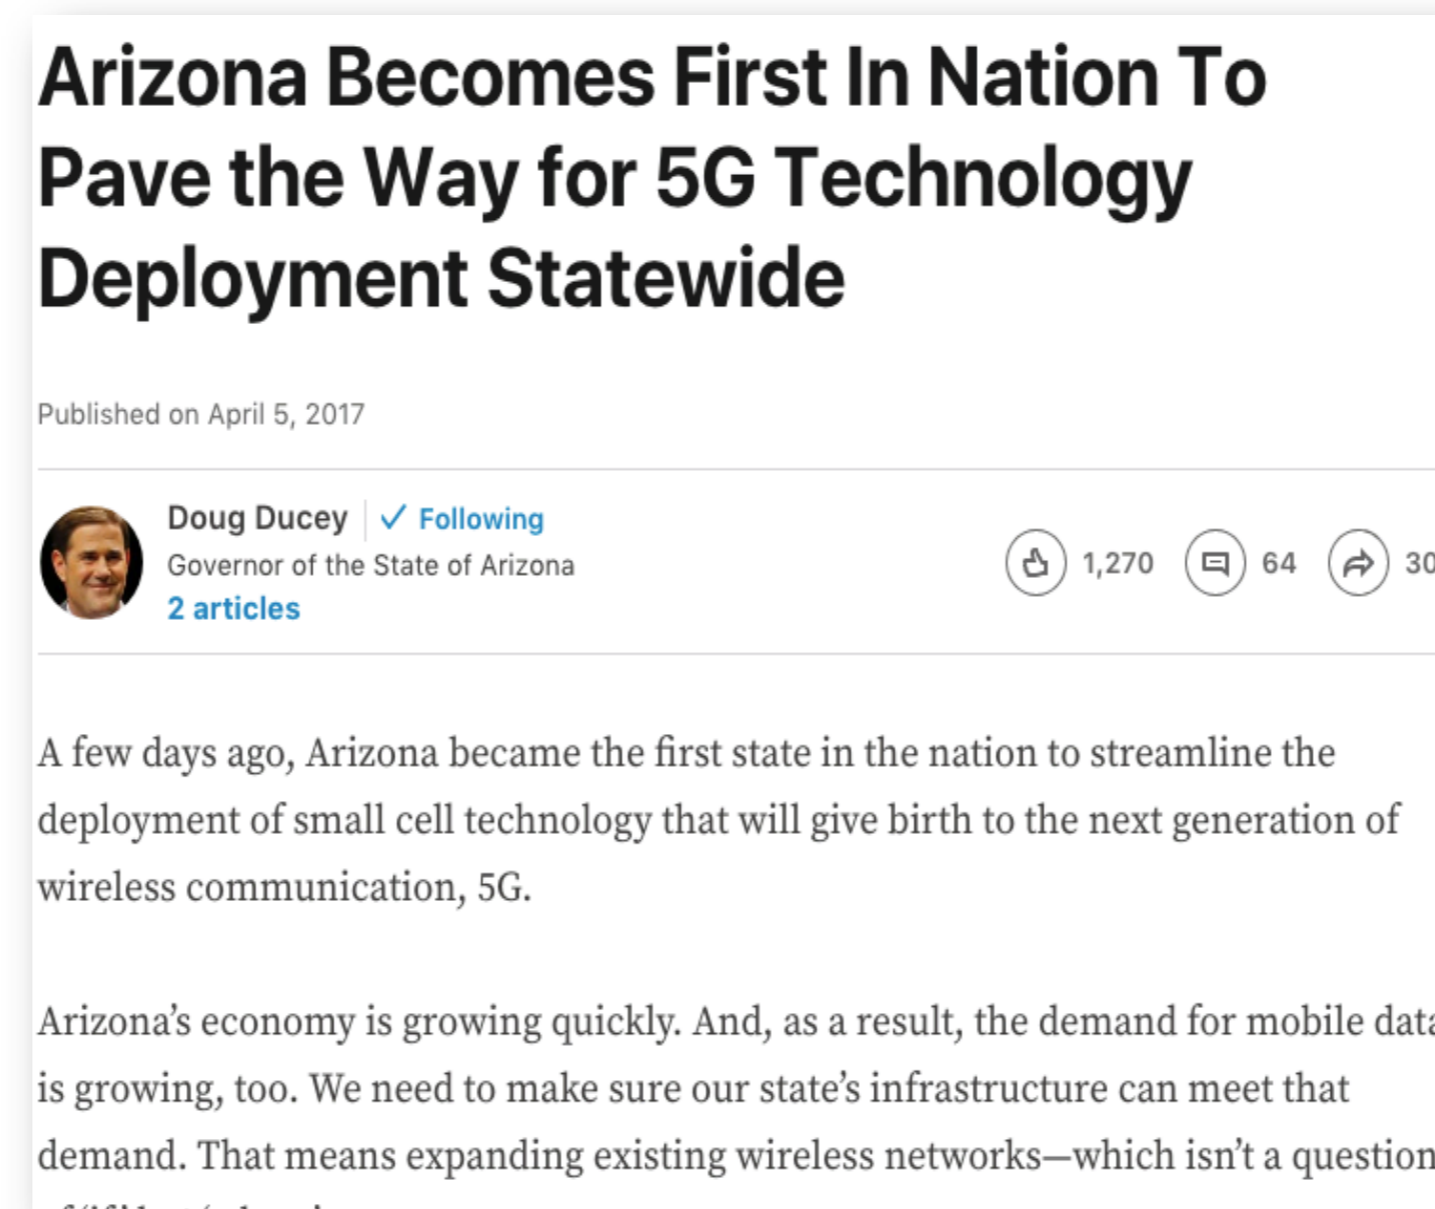 Arizona Becomes First In Nation To
Pave the Way for 5G Technology
Deployment Statewide
Published on April 5, 2017
Doug Ducey
Following
Governor of the State of Arizona
2 articles
1,270
64
30
A few days ago, Arizona became the first state in the nation to streamline the
deployment of small cell technology that will give birth to the next generation of
wireless communication, 5G.
Arizona’s economy is growing quickly. And, as a result, the demand for mobile data
is growing, too. We need to make sure our state’s infrastructure can meet that
demand. That means expanding existing wireless networks—which isn’t a question